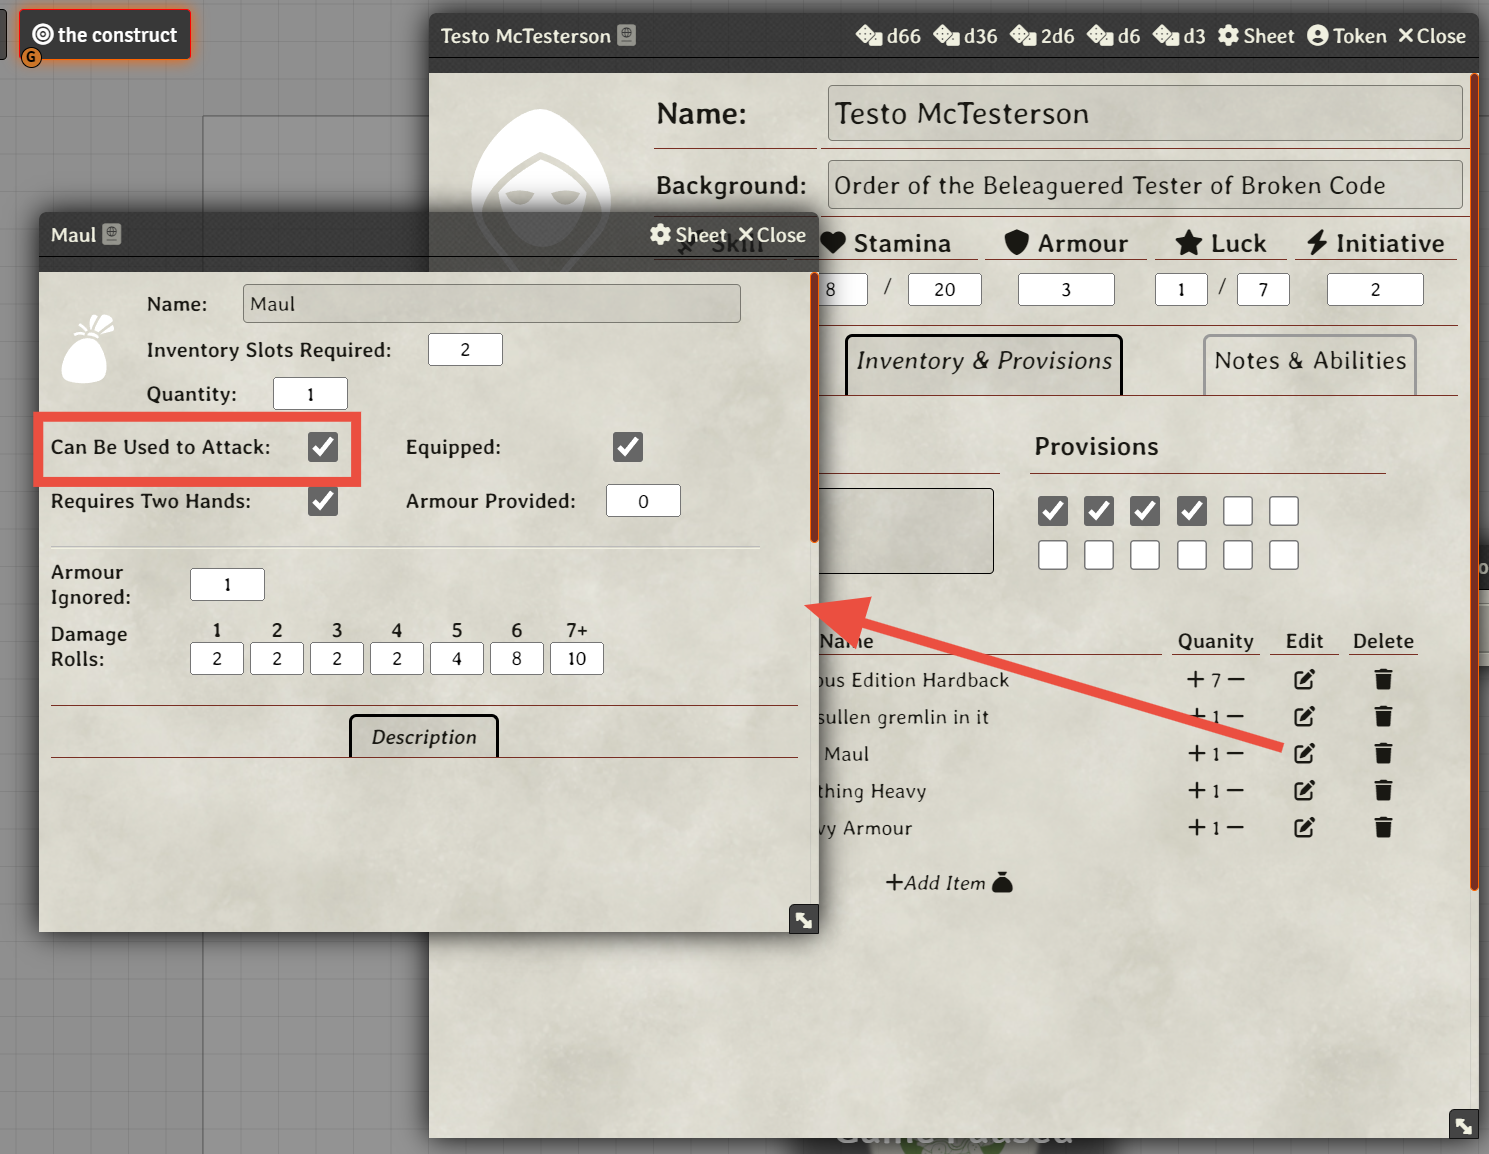 the construct
G
Testo McTesterson
d66 d36 2d6 d6 d3 Sheet Token Close
Name: Testo McTesterson
Background: Order of the Beleaguered Tester of Broken Code
Skill Stamina Armour Luck Initiative
8 / 20 3 1 / 7 2
Inventory & Provisions Notes & Abilities
Provisions
Name Quanity Edit Delete
ous Edition Hardback + 7 −
sullen gremlin in it + 1 −
Maul + 1 −
thing Heavy + 1 −
vy Armour + 1 −
+Add Item
Maul Sheet Close
Name: Maul
Inventory Slots Required: 2
Quantity: 1
Can Be Used to Attack: Equipped:
Requires Two Hands: Armour Provided: 0
Armour
Ignored: 1
1 2 3 4 5 6 7+
Damage
Rolls: 2 2 2 2 4 8 10
Description
Game Paused